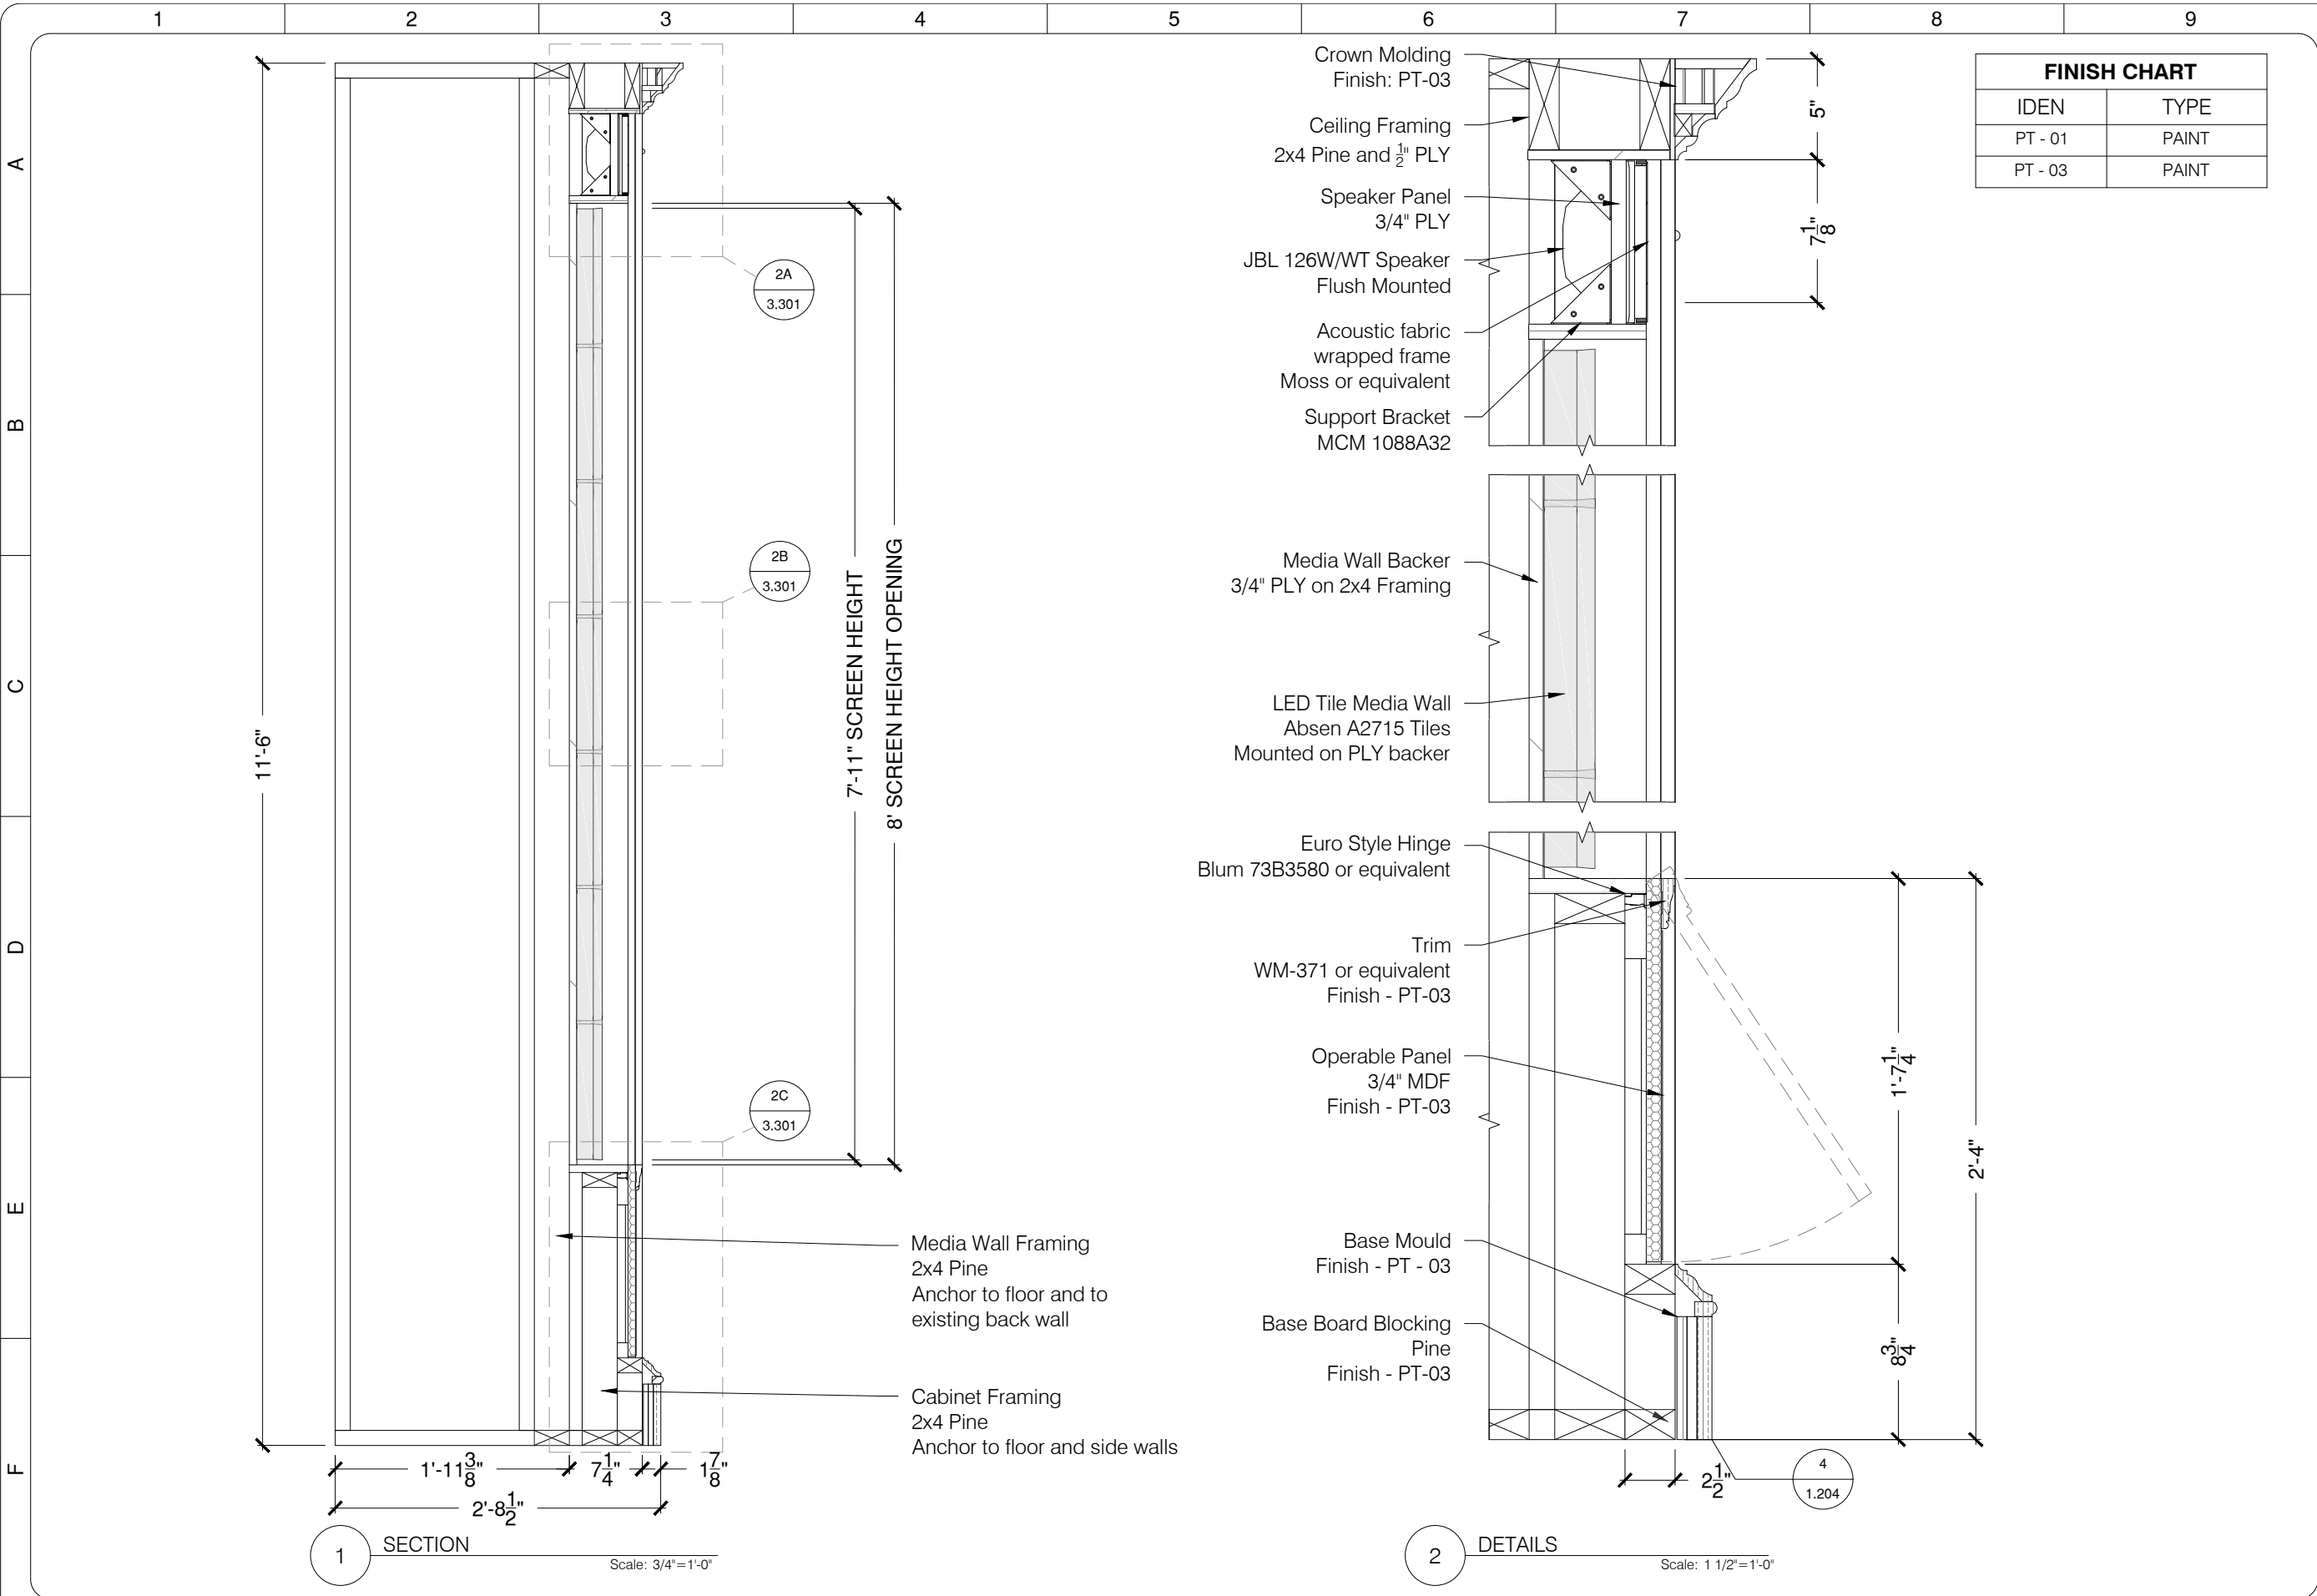 1 2 3 4 5 6 7 8 9
A
B
C
D
E
F
11'-6"
2A
3.301
2B
3.301
2C
3.301
7'-11" SCREEN HEIGHT
8' SCREEN HEIGHT OPENING
Media Wall Framing
2x4 Pine
Anchor to floor and to
existing back wall
Cabinet Framing
2x4 Pine
Anchor to floor and side walls
1'-11 3/8" 7 1/4" 1 7/8"
2'-8 1/2"
1 SECTION
Scale: 3/4"=1'-0"
Crown Molding
Finish: PT-03
Ceiling Framing
2x4 Pine and 1/2" PLY
Speaker Panel
3/4" PLY
JBL 126W/WT Speaker
Flush Mounted
Acoustic fabric
wrapped frame
Moss or equivalent
Support Bracket
MCM 1088A32
Media Wall Backer
3/4" PLY on 2x4 Framing
LED Tile Media Wall
Absen A2715 Tiles
Mounted on PLY backer
Euro Style Hinge
Blum 73B3580 or equivalent
Trim
WM-371 or equivalent
Finish - PT-03
Operable Panel
3/4" MDF
Finish - PT-03
Base Mould
Finish - PT - 03
Base Board Blocking
Pine
Finish - PT-03
5"
7 1/8"
1'-7 1/4"
2'-4"
8 3/4"
2 1/2"
4
1.204
2 DETAILS
Scale: 1 1/2"=1'-0"
FINISH CHART
IDEN TYPE
PT - 01 PAINT
PT - 03 PAINT